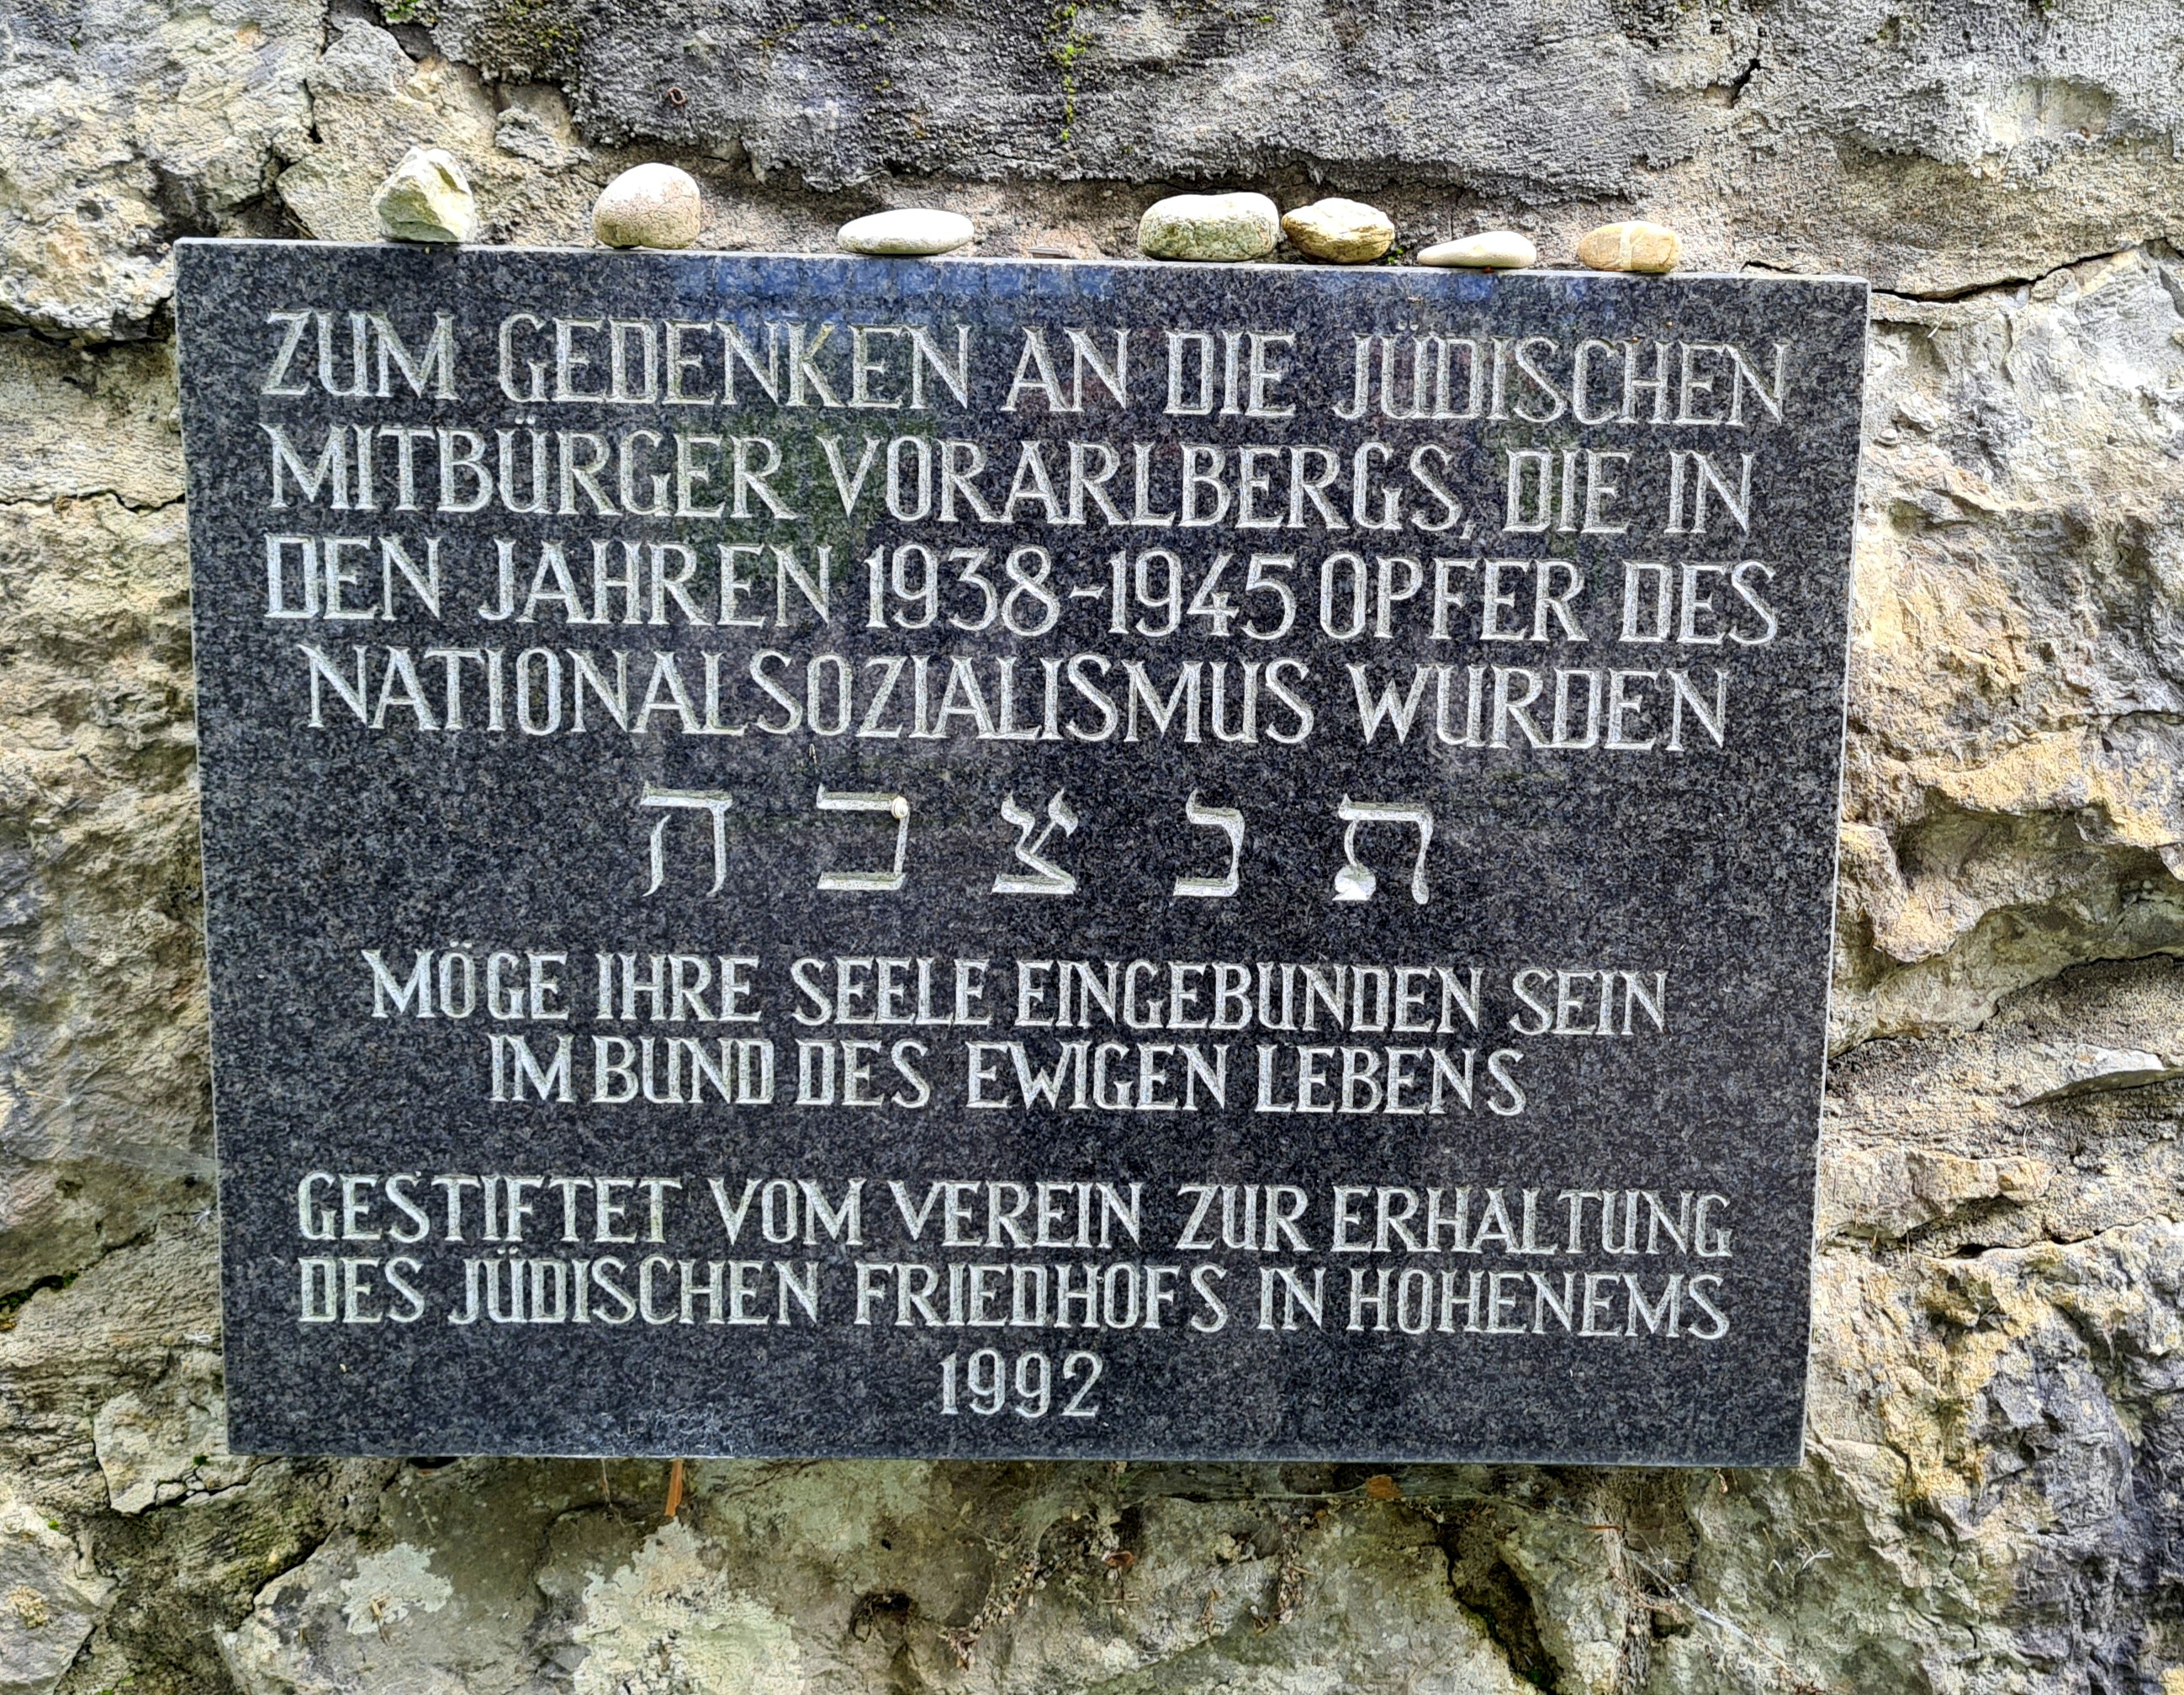 ZUM GEDENKEN AN DIE JÜDISCHEN
MITBÜRGER VORARLBERGS, DIE IN
DEN JAHREN 1938-1945 OPFER DES
NATIONALSOZIALISMUS WURDEN
ת נ צ ב ה
MÖGE IHRE SEELE EINGEBUNDEN SEIN
IM BUND DES EWIGEN LEBENS
GESTIFTET VOM VEREIN ZUR ERHALTUNG
DES JÜDISCHEN FRIEDHOFS IN HOHENEMS
1992